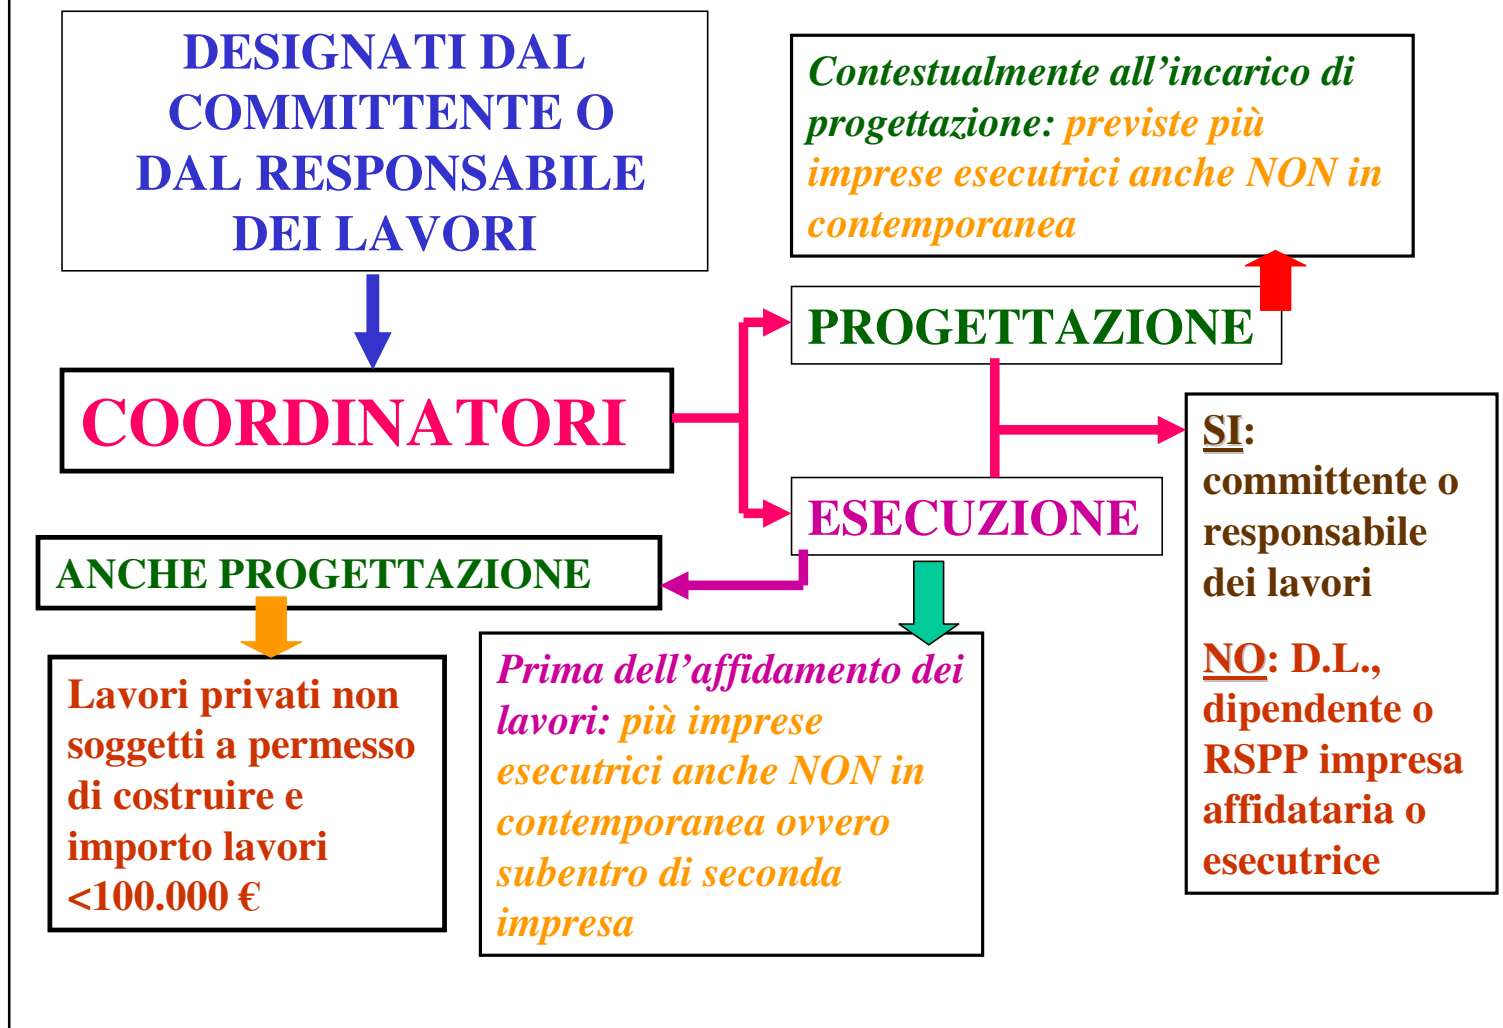 DESIGNATI DAL
COMMITTENTE O
DAL RESPONSABILE
DEI LAVORI
Contestualmente all’incarico di
progettazione: previste più
imprese esecutrici anche NON in
contemporanea
PROGETTAZIONE
COORDINATORI
ESECUZIONE
SI:
committente o
responsabile
dei lavori
NO: D.L.,
dipendente o
RSPP impresa
affidataria o
esecutrice
ANCHE PROGETTAZIONE
Lavori privati non
soggetti a permesso
di costruire e
importo lavori
<100.000 €
Prima dell’affidamento dei
lavori: più imprese
esecutrici anche NON in
contemporanea ovvero
subentro di seconda
impresa